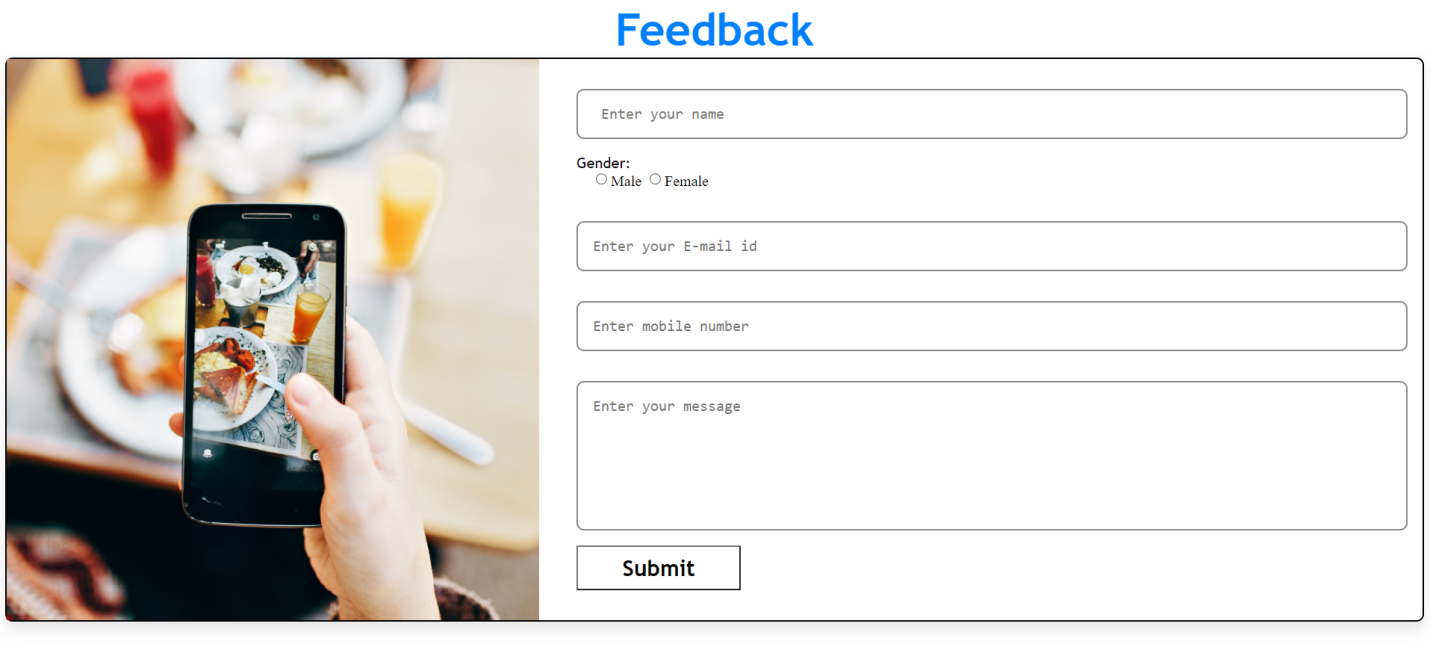 Feedback
Enter your name
Gender:
Male Female
Enter your E-mail id
Enter mobile number
Enter your message
Submit